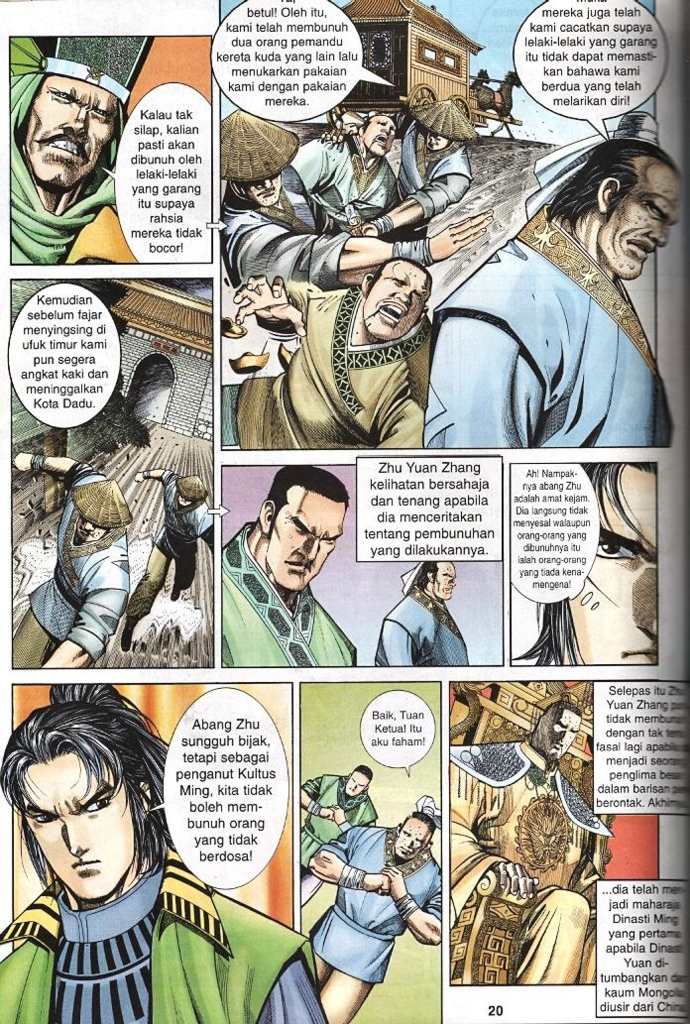 Kalau tak
silap, kalian
pasti akan
dibunuh oleh
lelaki-lelaki
yang garang
itu supaya
rahsia
mereka tidak
bocor!
betul! Oleh itu,
kami telah membunuh
dua orang pemandu
kereta kuda yang lain lalu
menukarkan pakaian
kami dengan pakaian
mereka.
mereka juga telah
kami cacatkan supaya
lelaki-lelaki yang garang
itu tidak dapat memasti-
kan bahawa kami
berdua yang telah
melarikan diri!
Kemudian
sebelum fajar
menyingsing di
ufuk timur kami
pun segera
angkat kaki dan
meninggalkan
Kota Dadu.
Zhu Yuan Zhang
kelihatan bersahaja
dan tenang apabila
dia menceritakan
tentang pembunuhan
yang dilakukannya.
Ah! Nampak-
nya abang Zhu
adalah amat kejam.
Dia langsung tidak
menyesal walaupun
orang-orang yang
dibunuhnya itu
ialah orang-orang
yang tiada kena-
mengena!
Abang Zhu
sungguh bijak,
tetapi sebagai
penganut Kultus
Ming, kita tidak
boleh mem-
bunuh orang
yang tidak
berdosa!
Baik, Tuan
Ketua! Itu
aku faham!
Selepas itu
Yuan Zhang
tidak
dengan tak
fasal lagi
menjadi
penglima
dalam barisan
berontak.
...dia telah
jadi maharaja
Dinasti Ming
yang
apabila
Yuan di-
tumbangkan
kaum
diusir dari
20